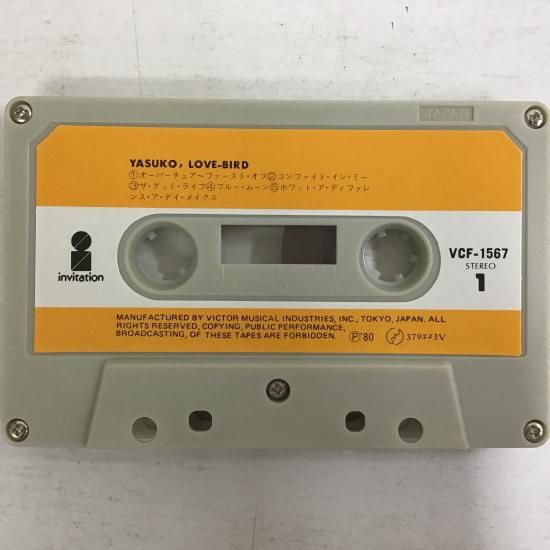 JAPAN
YASUKO, LOVE-BIRD
①オーバーチュア～ファースト・オフ②コンファイド・イン・ミー
③ザ・グッド・ライフ④ブルー・ムーン⑤ホワット・ア・ディファレ
ンス・ア・デイ・メイクス
invitation
VCF-1567
STEREO
1
MANUFACTURED BY VICTOR MUSICAL INDUSTRIES, INC., TOKYO, JAPAN. ALL
RIGHTS RESERVED, COPYING, PUBLIC PERFORMANCE,
BROADCASTING, OF THESE TAPES ARE FORBIDDEN. Ⓟ'80 379223V